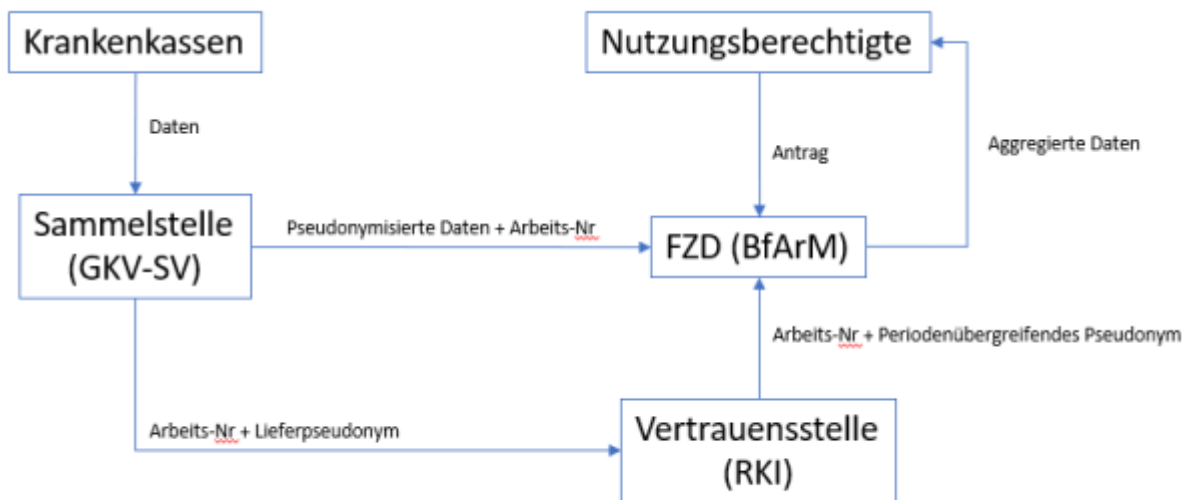 Krankenkassen
Nutzungsberechtigte
Daten
Antrag
Aggregierte Daten
Sammelstelle
(GKV-SV)
Pseudonymisierte Daten + Arbeits-Nr
FZD (BfArM)
Arbeits-Nr + Periodenübergreifendes Pseudonym
Arbeits-Nr + Lieferpseudonym
Vertrauensstelle
(RKI)